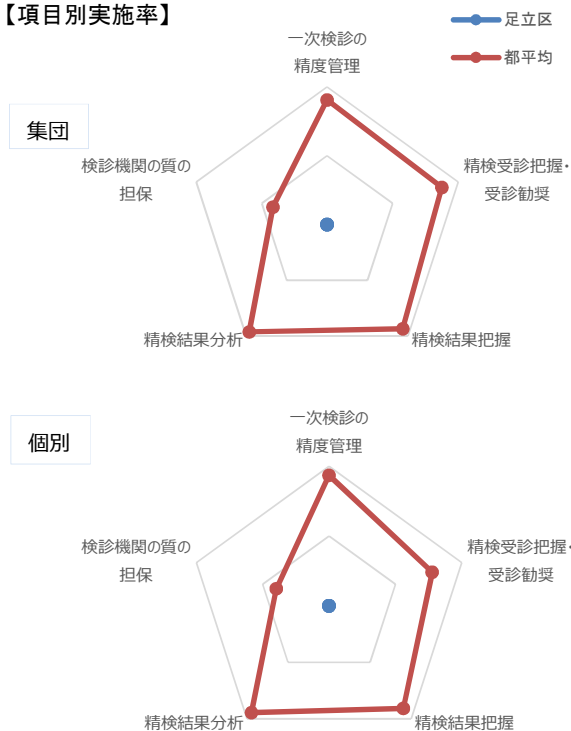 【項目別実施率】
足立区
都平均
集団
一次検診の
精度管理
精検受診把握・
受診勧奨
精検結果把握
精検結果分析
検診機関の質の
担保
個別
一次検診の
精度管理
精検受診把握・
受診勧奨
精検結果把握
精検結果分析
検診機関の質の
担保